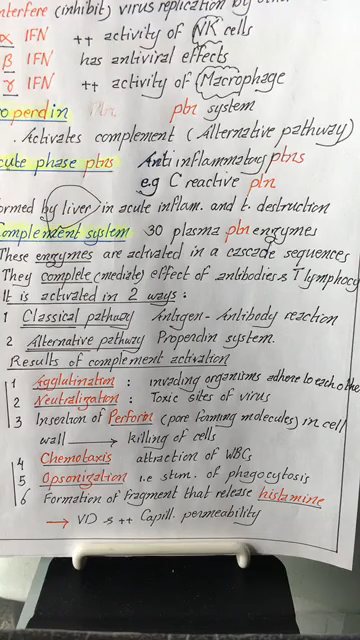 nterfere (inhibit) virus replication by other
α IFN ++ activity of NK cells
β IFN has antiviral effects
γ IFN ++ activity of Macrophage
operdin ptn system
. Activates complement (Alternative pathway)
cute phase ptns Anti inflammatory ptns
e.g C reactive ptn
ormed by liver in acute inflam. and t. destruction
Complement system 30 plasma ptn enzymes
These enzymes are activated in a cascade sequences
They complete (mediate) effect of antibodies & T lymphocy
It is activated in 2 ways :
1 Classical pathway Antigen - Antibody reaction
2 Alternative pathway Properdin system.
Results of complement activation
1 Agglutination : invading organisms adhere to each othe
2 Neutralization : Toxic sites of virus
3 Insertion of Perforin (pore forming molecules) in cell
wall → killing of cells
4 Chemotaxis attraction of WBCs
5 Opsonization i.e stim. of phagocytosis
6 Formation of fragment that release histamine
→ VD & ++ Capill. permeability